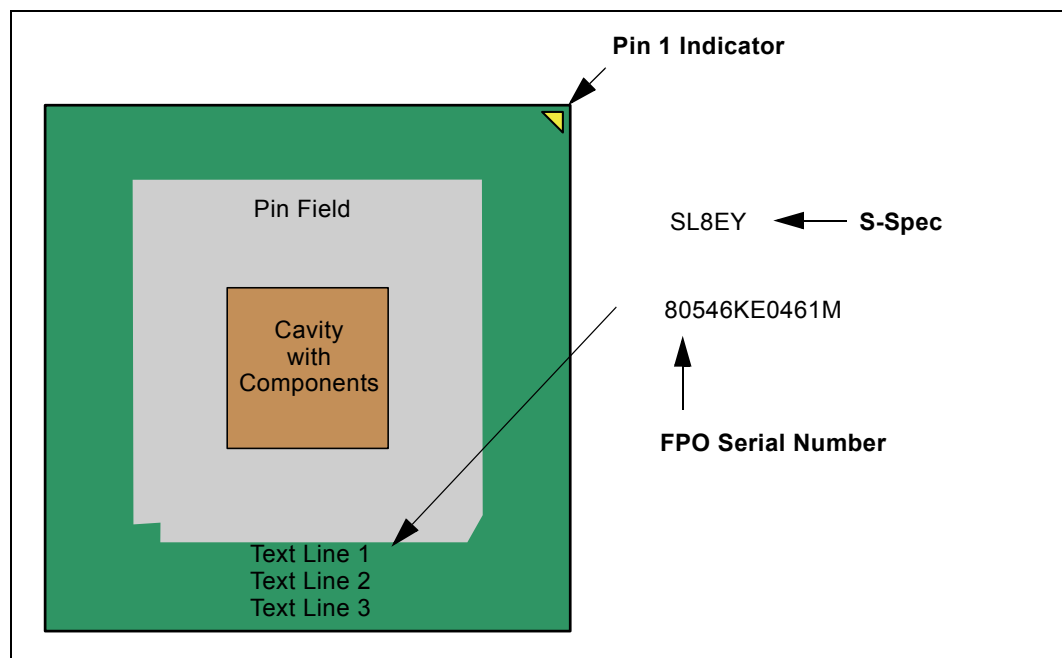 Pin 1 Indicator
Pin Field
SL8EY
S-Spec
80546KE0461M
Cavity
with
Components
FPO Serial Number
Text Line 1
Text Line 2
Text Line 3